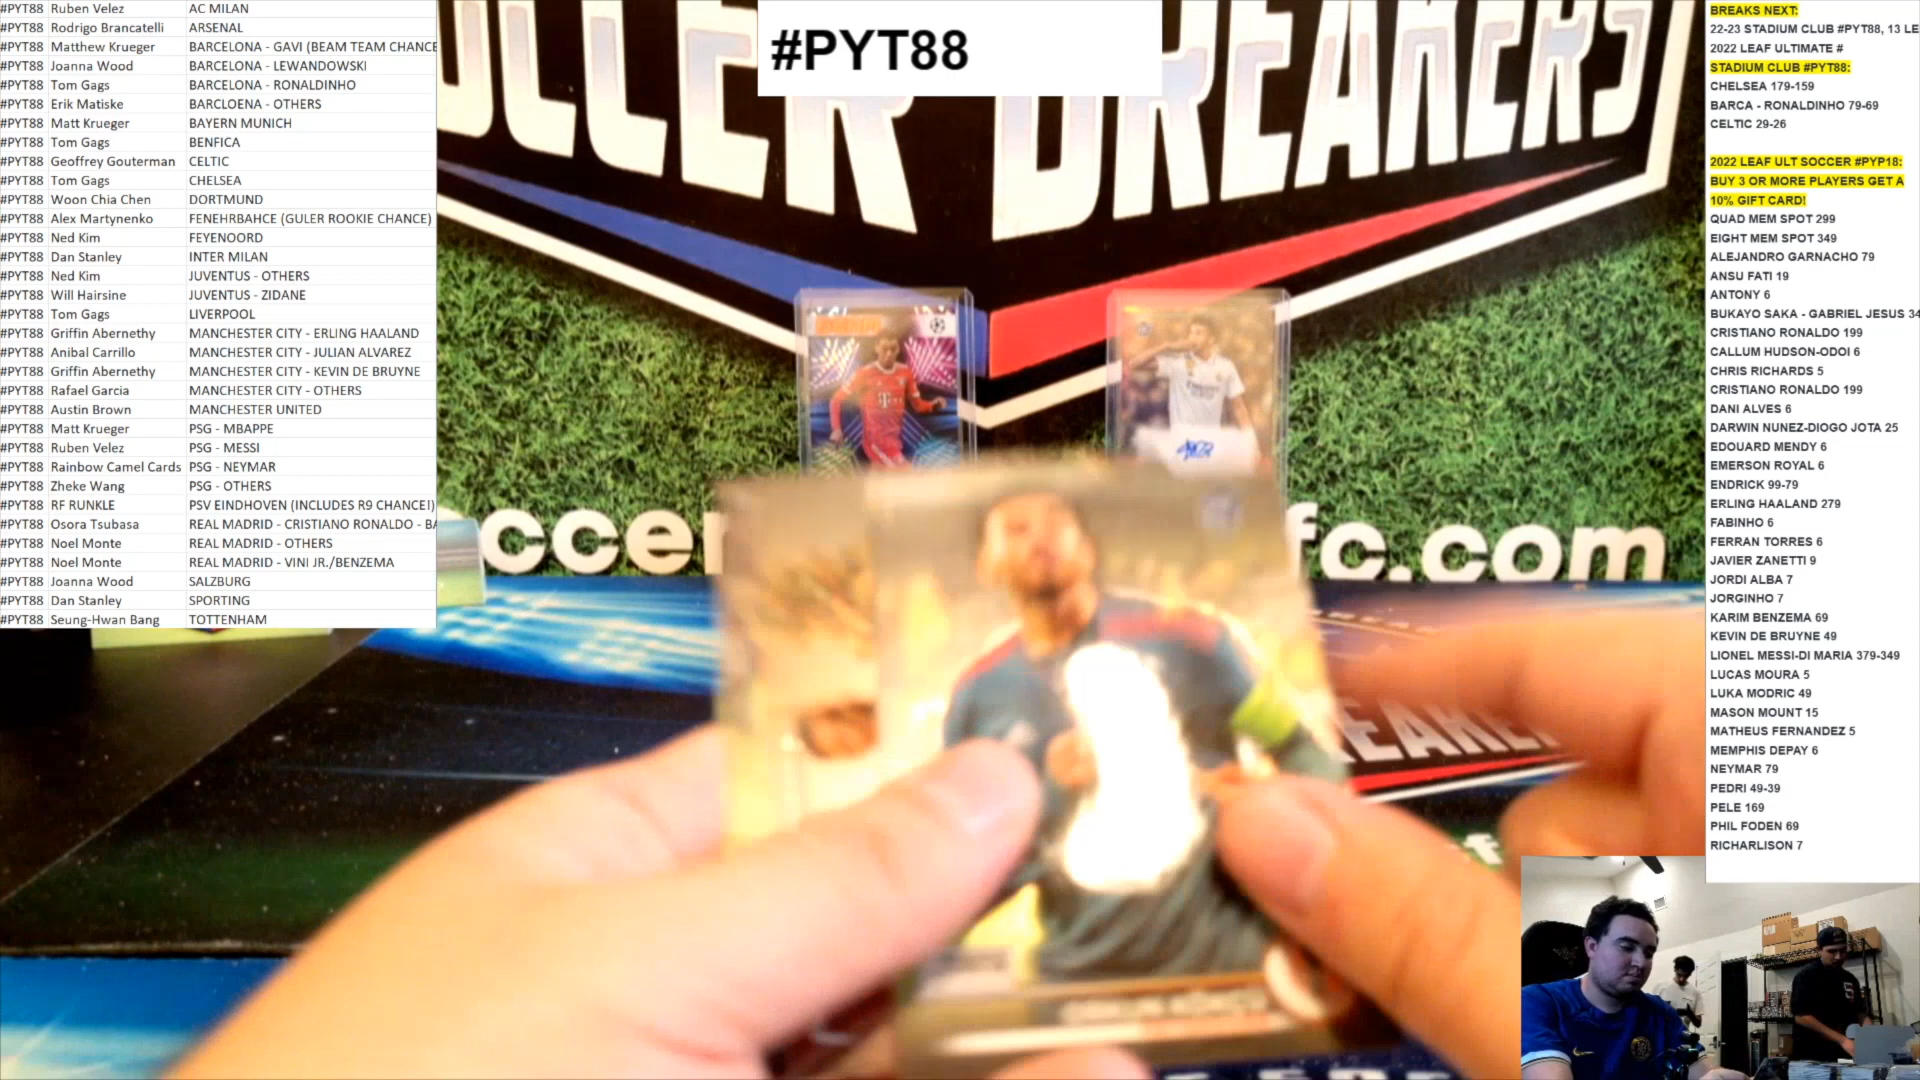 #PYT88 Ruben Velez AC MILAN
#PYT88 Rodrigo Brancatelli ARSENAL
#PYT88 Matthew Krueger BARCELONA - GAVI (BEAM TEAM CHANCE
#PYT88 Joanna Wood BARCELONA - LEWANDOWSKI
#PYT88 Tom Gags BARCELONA - RONALDINHO
#PYT88 Erik Matiske BARCLOENA - OTHERS
#PYT88 Matt Krueger BAYERN MUNICH
#PYT88 Tom Gags BENFICA
#PYT88 Geoffrey Gouterman CELTIC
#PYT88 Tom Gags CHELSEA
#PYT88 Woon Chia Chen DORTMUND
#PYT88 Alex Martynenko FENEHRBAHCE (GULER ROOKIE CHANCE)
#PYT88 Ned Kim FEYENOORD
#PYT88 Dan Stanley INTER MILAN
#PYT88 Ned Kim JUVENTUS - OTHERS
#PYT88 Will Hairsine JUVENTUS - ZIDANE
#PYT88 Tom Gags LIVERPOOL
#PYT88 Griffin Abernethy MANCHESTER CITY - ERLING HAALAND
#PYT88 Anibal Carrillo MANCHESTER CITY - JULIAN ALVAREZ
#PYT88 Griffin Abernethy MANCHESTER CITY - KEVIN DE BRUYNE
#PYT88 Rafael Garcia MANCHESTER CITY - OTHERS
#PYT88 Austin Brown MANCHESTER UNITED
#PYT88 Matt Krueger PSG - MBAPPE
#PYT88 Ruben Velez PSG - MESSI
#PYT88 Rainbow Camel Cards PSG - NEYMAR
#PYT88 Zheke Wang PSG - OTHERS
#PYT88 RF RUNKLE PSV EINDHOVEN (INCLUDES R9 CHANCE!)
#PYT88 Osora Tsubasa REAL MADRID - CRISTIANO RONALDO - BA
#PYT88 Noel Monte REAL MADRID - OTHERS
#PYT88 Noel Monte REAL MADRID - VINI JR./BENZEMA
#PYT88 Joanna Wood SALZBURG
#PYT88 Dan Stanley SPORTING
#PYT88 Seung-Hwan Bang TOTTENHAM
#PYT88
OCCER BREAKERS
fc.com
BREAKS NEXT:
22-23 STADIUM CLUB #PYT88, 13 LE
2022 LEAF ULTIMATE #
STADIUM CLUB #PYT88:
CHELSEA 179-159
BARCA - RONALDINHO 79-69
CELTIC 29-26
2022 LEAF ULT SOCCER #PYP18:
BUY 3 OR MORE PLAYERS GET A
10% GIFT CARD!
QUAD MEM SPOT 299
EIGHT MEM SPOT 349
ALEJANDRO GARNACHO 79
ANSU FATI 19
ANTONY 6
BUKAYO SAKA - GABRIEL JESUS 34
CRISTIANO RONALDO 199
CALLUM HUDSON-ODOI 6
CHRIS RICHARDS 5
CRISTIANO RONALDO 199
DANI ALVES 6
DARWIN NUNEZ-DIOGO JOTA 25
EDOUARD MENDY 6
EMERSON ROYAL 6
ENDRICK 99-79
ERLING HAALAND 279
FABINHO 6
FERRAN TORRES 6
JAVIER ZANETTI 9
JORDI ALBA 7
JORGINHO 7
KARIM BENZEMA 69
KEVIN DE BRUYNE 49
LIONEL MESSI-DI MARIA 379-349
LUCAS MOURA 5
LUKA MODRIC 49
MASON MOUNT 15
MATHEUS FERNANDEZ 5
MEMPHIS DEPAY 6
NEYMAR 79
PEDRI 49-39
PELE 169
PHIL FODEN 69
RICHARLISON 7